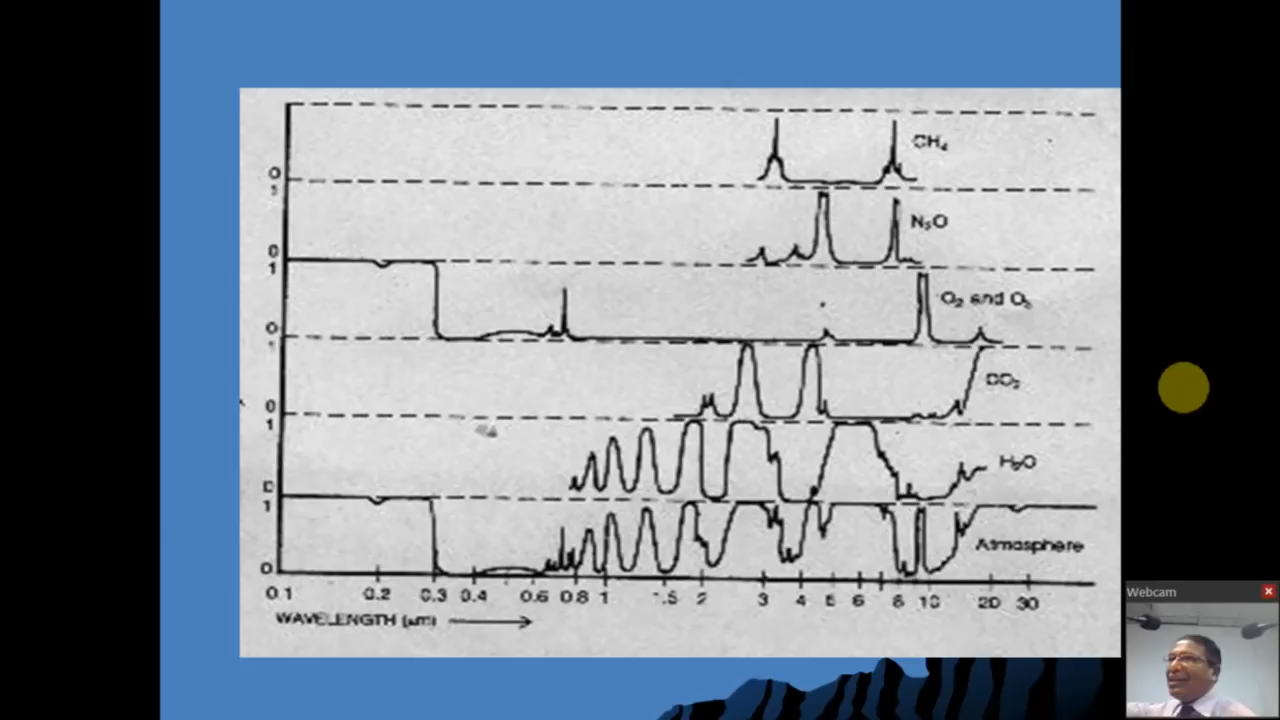 CH₄
0
1
N₂O
0
1
O₂ and O₃
0
1
CO₂
0
1
H₂O
0
1
Atmosphere
0
0.1 0.2 0.3 0.4 0.6 0.8 1 1.5 2 3 4 5 6 8 10 20 30
WAVELENGTH (μm)
Webcam